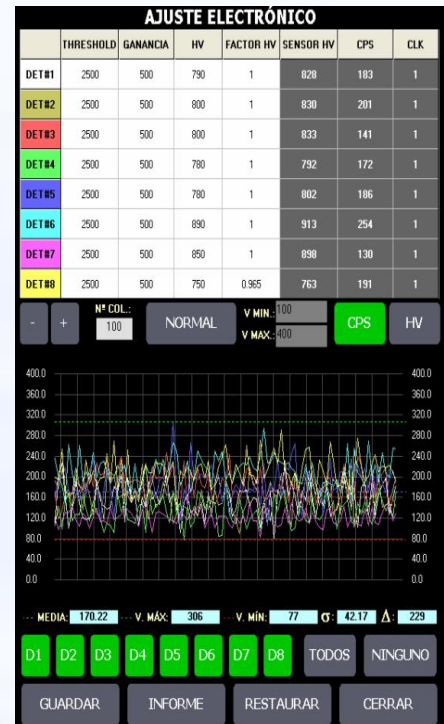 AJUSTE ELECTRÓNICO
THRESHOLD GANANCIA HV FACTOR HV SENSOR HV CPS CLK
DET#1 2500 500 790 1 828 183 1
DET#2 2500 500 800 1 830 201 1
DET#3 2500 500 800 1 833 141 1
DET#4 2500 500 780 1 792 172 1
DET#5 2500 500 780 1 802 186 1
DET#6 2500 500 890 1 913 254 1
DET#7 2500 500 850 1 898 130 1
DET#8 2500 500 750 0.965 763 191 1
- + Nº COL.: 100 NORMAL V MIN.: 100 CPS HV
V MAX.: 400
400.0 400.0
360.0 360.0
320.0 320.0
280.0 280.0
240.0 240.0
200.0 200.0
160.0 160.0
120.0 120.0
80.0 80.0
40.0 40.0
0.0 0.0
MEDIA: 170.22 V. MÁX: 306 V. MÍN: 77 σ: 42.17 Δ: 229
D1 D2 D3 D4 D5 D6 D7 D8 TODOS NINGUNO
GUARDAR INFORME RESTAURAR CERRAR